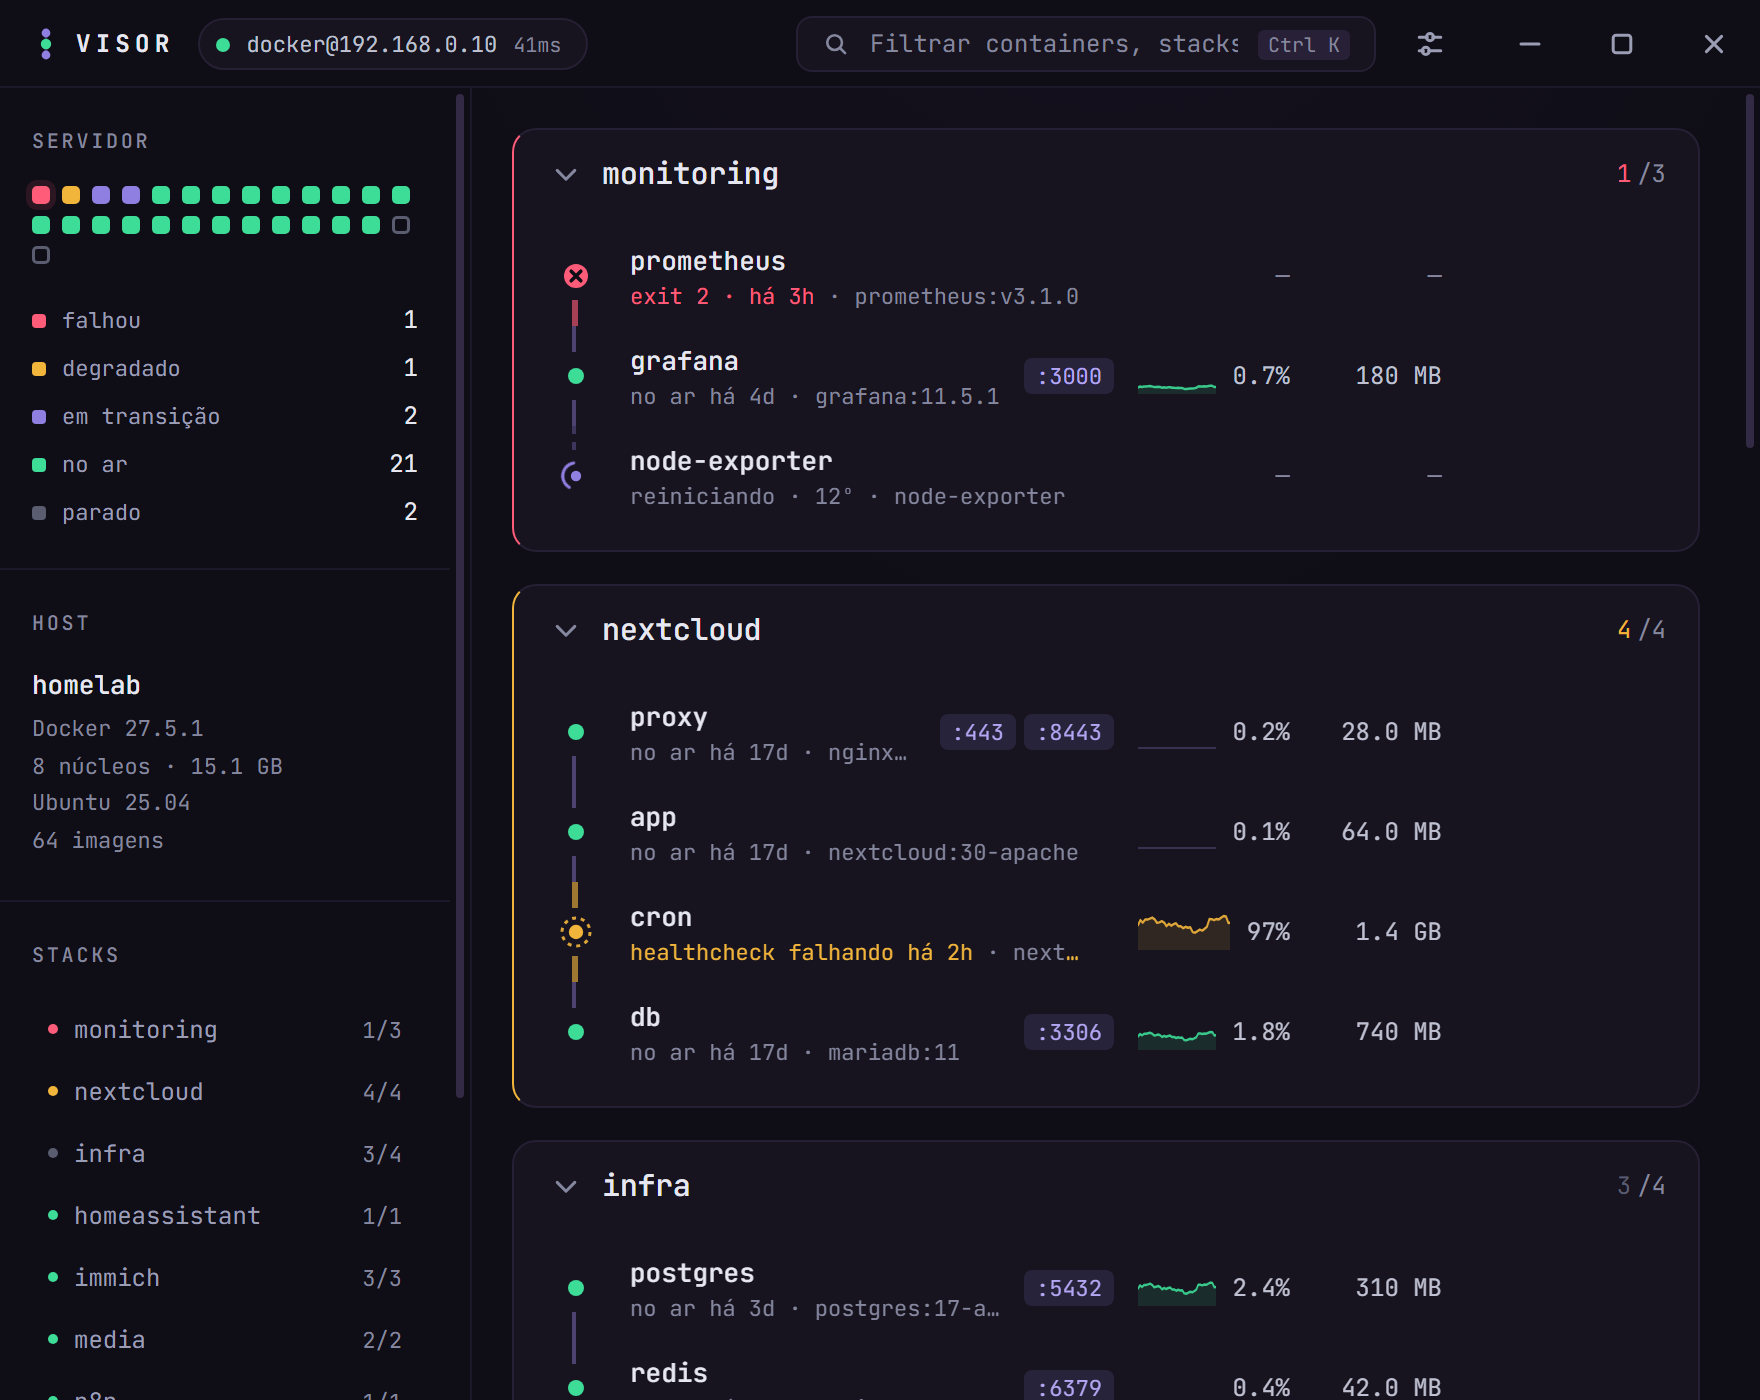 VISOR
docker@192.168.0.10 41ms
Filtrar containers, stacks Ctrl K
SERVIDOR
falhou 1
degradado 1
em transição 2
no ar 21
parado 2
HOST
homelab
Docker 27.5.1
8 núcleos · 15.1 GB
Ubuntu 25.04
64 imagens
STACKS
monitoring 1/3
nextcloud 4/4
infra 3/4
homeassistant 1/1
immich 3/3
media 2/2
n8n 1/1
monitoring 1/3
prometheus
exit 2 · há 3h · prometheus:v3.1.0 — —
grafana
no ar há 4d · grafana:11.5.1 :3000 0.7% 180 MB
node-exporter
reiniciando · 12º · node-exporter — —
nextcloud 4/4
proxy
no ar há 17d · nginx… :443 :8443 0.2% 28.0 MB
app
no ar há 17d · nextcloud:30-apache 0.1% 64.0 MB
cron
healthcheck falhando há 2h · next… 97% 1.4 GB
db
no ar há 17d · mariadb:11 :3306 1.8% 740 MB
infra 3/4
postgres
no ar há 3d · postgres:17-a… :5432 2.4% 310 MB
redis
:6379 0.4% 42.0 MB